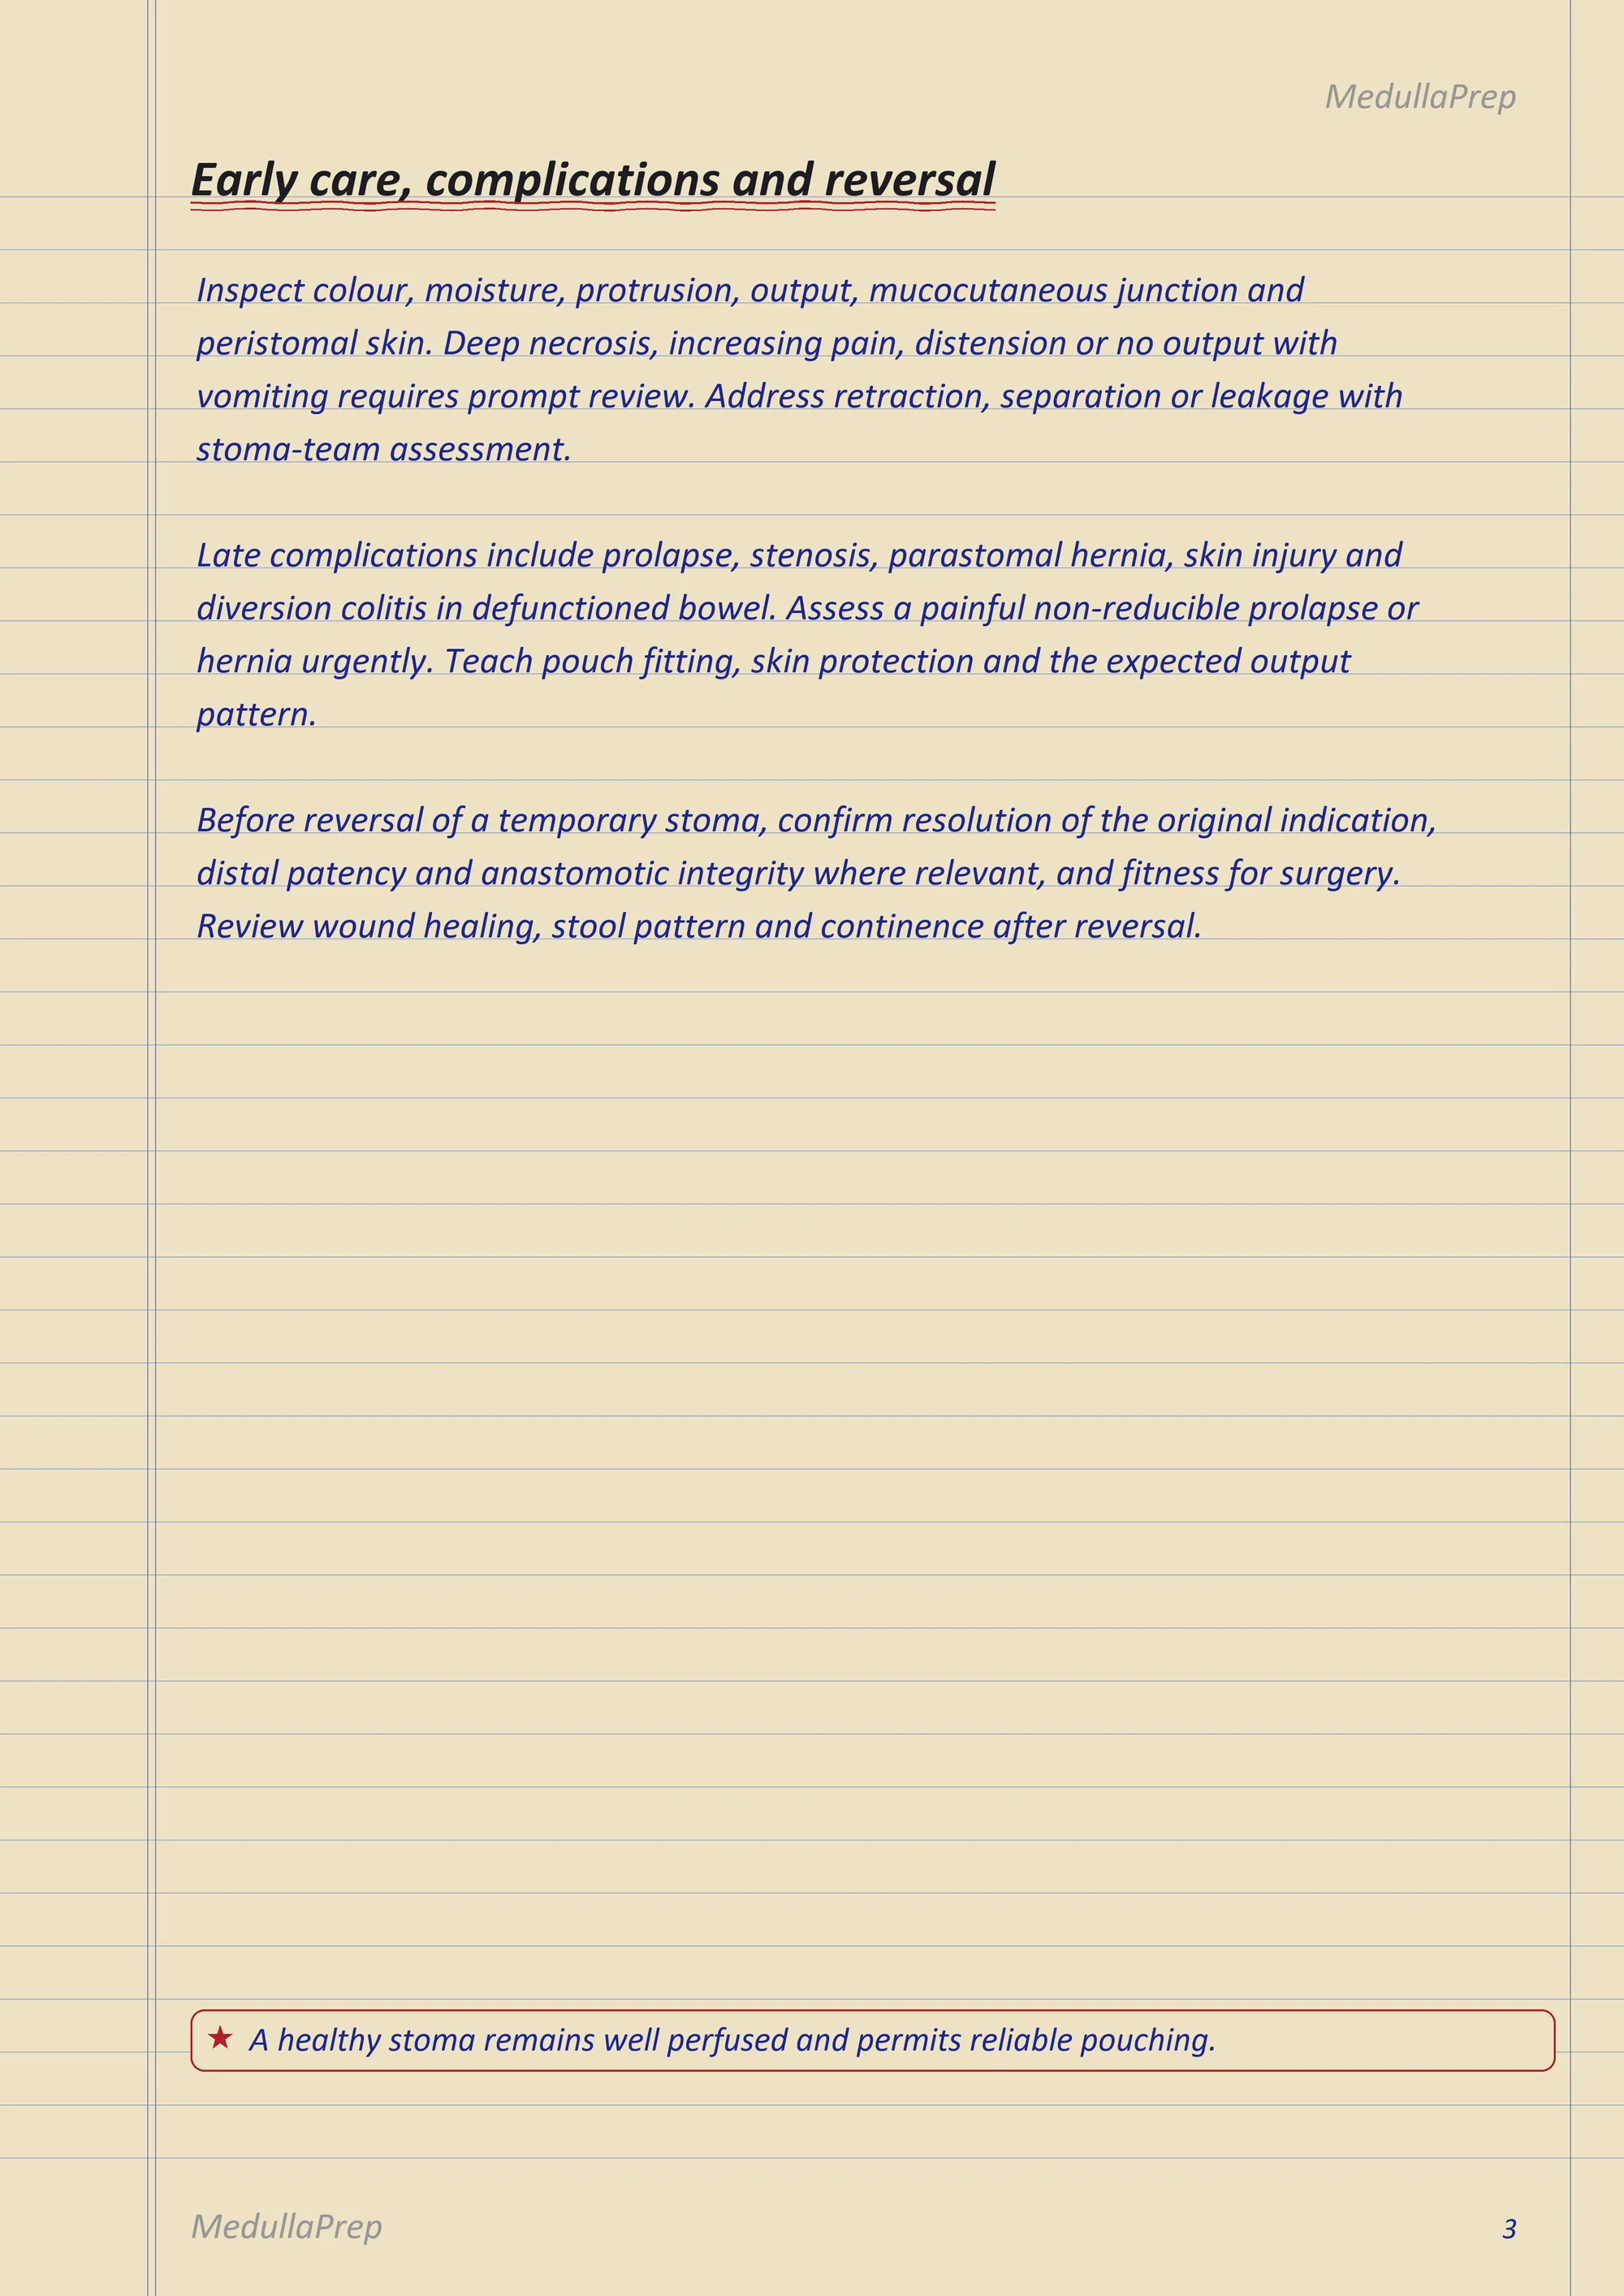 MedullaPrep
Early care, complications and reversal
Inspect colour, moisture, protrusion, output, mucocutaneous junction and
peristomal skin. Deep necrosis, increasing pain, distension or no output with
vomiting requires prompt review. Address retraction, separation or leakage with
stoma-team assessment.
Late complications include prolapse, stenosis, parastomal hernia, skin injury and
diversion colitis in defunctioned bowel. Assess a painful non-reducible prolapse or
hernia urgently. Teach pouch fitting, skin protection and the expected output
pattern.
Before reversal of a temporary stoma, confirm resolution of the original indication,
distal patency and anastomotic integrity where relevant, and fitness for surgery.
Review wound healing, stool pattern and continence after reversal.
★ A healthy stoma remains well perfused and permits reliable pouching.
MedullaPrep
3